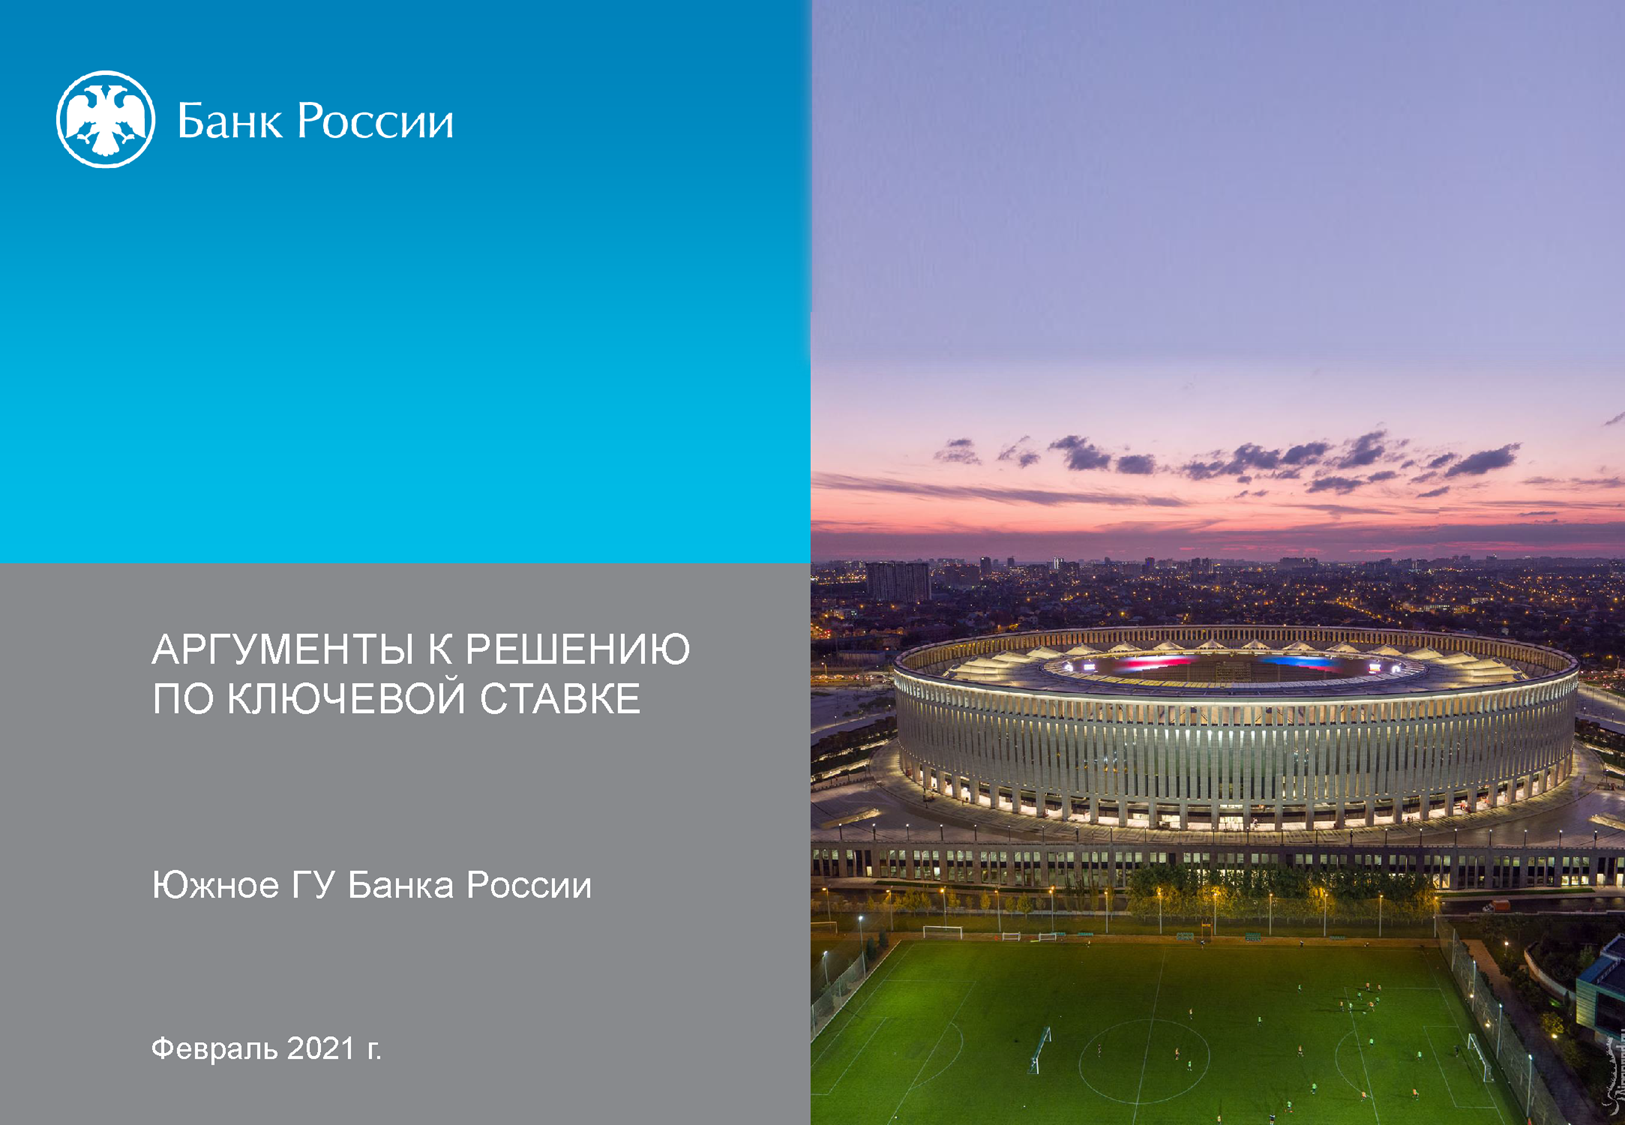 Банк России
АРГУМЕНТЫ К РЕШЕНИЮ
ПО КЛЮЧЕВОЙ СТАВКЕ
Южное ГУ Банка России
Февраль 2021 г.